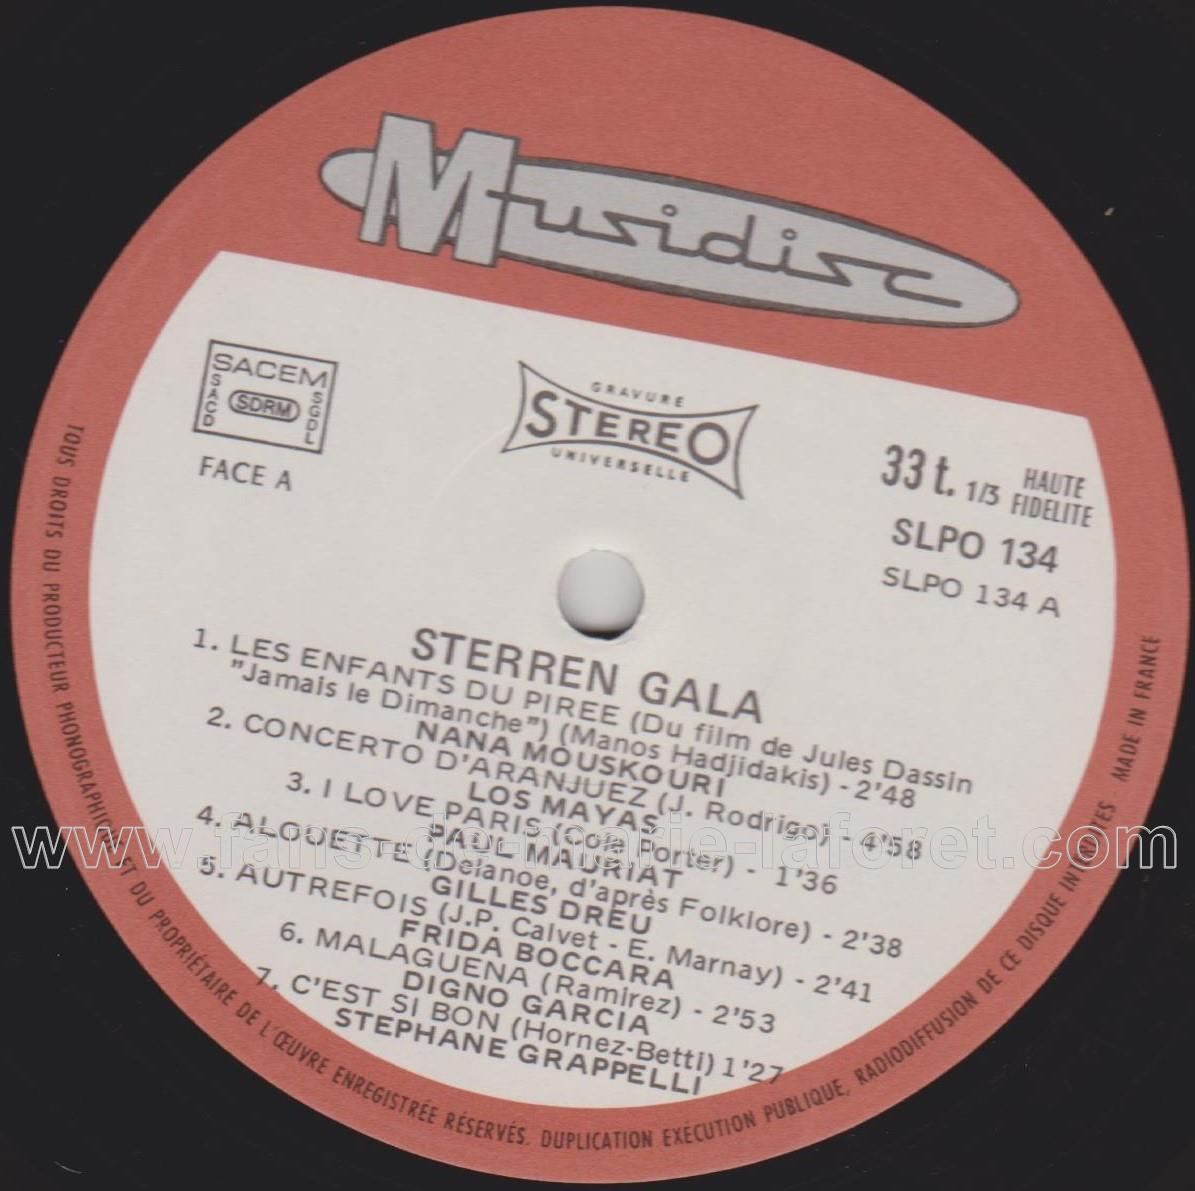 Musidisc
SACEM
SACD
SDRM
SGDL
FACE A
GRAVURE
STEREO
UNIVERSELLE
33 t. 1/3
HAUTE
FIDELITE
SLPO 134
SLPO 134 A
STERREN GALA
1. LES ENFANTS DU PIREE (Du film de Jules Dassin
"Jamais le Dimanche") (Manos Hadjidakis) - 2'48
NANA MOUSKOURI
2. CONCERTO D'ARANJUEZ (J. Rodrigo) - 4'58
LOS MAYAS
3. I LOVE PARIS (Cole Porter) - 1'36
PAUL MAURIAT
4. ALOUETTE (Delanoe, d'après Folklore) - 2'38
GILLES DREU
5. AUTREFOIS (J.P. Calvet - E. Marnay) - 2'41
FRIDA BOCCARA
6. MALAGUENA (Ramirez) - 2'53
DIGNO GARCIA
7. C'EST SI BON (Hornez-Betti) 1'27
STEPHANE GRAPPELLI
TOUS DROITS DU PRODUCTEUR PHONOGRAPHIQUE ET DU PROPRIÉTAIRE DE L'ŒUVRE ENREGISTRÉE RÉSERVÉS. DUPLICATION EXÉCUTION PUBLIQUE, RADIODIFFUSION DE CE DISQUE INTERDITES - MADE IN FRANCE
www.fans-de-marie-laforet.com